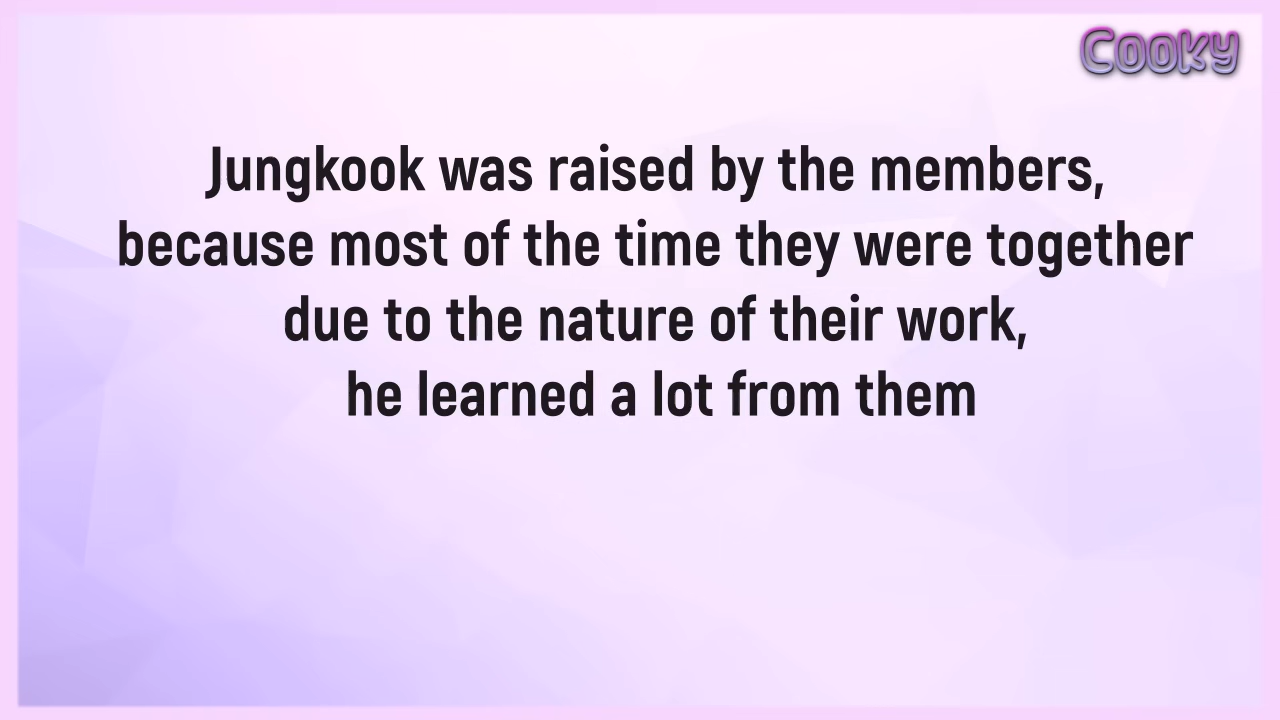 Cooky
Jungkook was raised by the members,
because most of the time they were together
due to the nature of their work,
he learned a lot from them